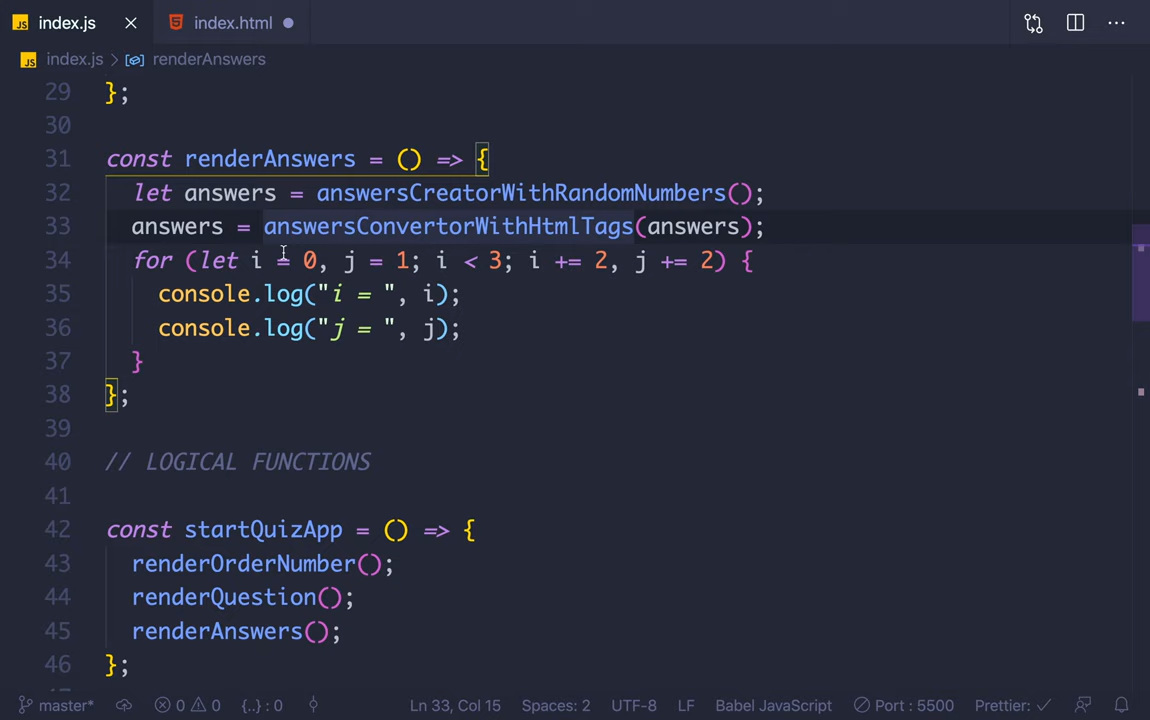 JS index.js × index.html
JS index.js > renderAnswers
29 };
30
31 const renderAnswers = () => {
32 let answers = answersCreatorWithRandomNumbers();
33 answers = answersConvertorWithHtmlTags(answers);
34 for (let i = 0, j = 1; i < 3; i += 2, j += 2) {
35 console.log("i = ", i);
36 console.log("j = ", j);
37 }
38 };
39
40 // LOGICAL FUNCTIONS
41
42 const startQuizApp = () => {
43 renderOrderNumber();
44 renderQuestion();
45 renderAnswers();
46 };
master* 0 0 {..} : 0 Ln 33, Col 15 Spaces: 2 UTF-8 LF Babel JavaScript Port : 5500 Prettier: ✓